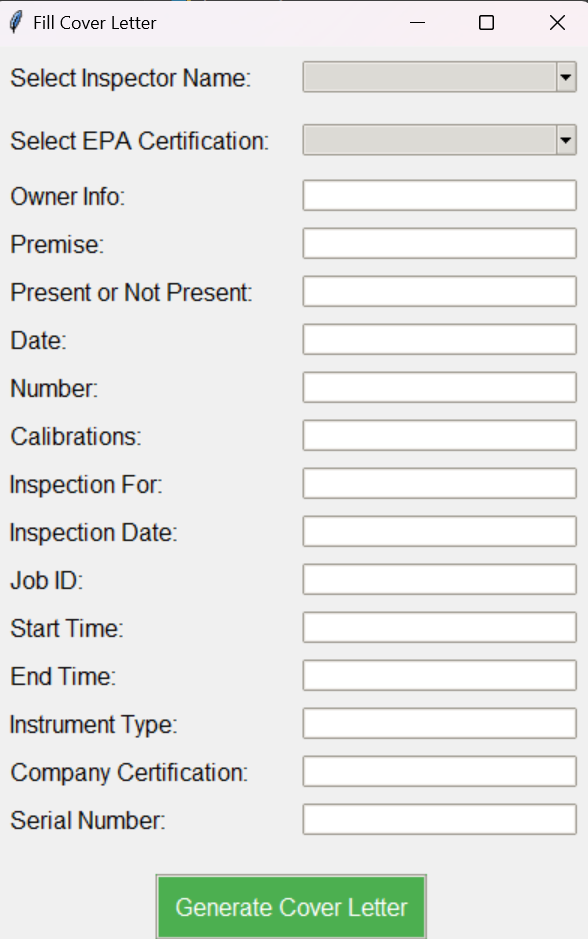 Fill Cover Letter
Select Inspector Name:
Select EPA Certification:
Owner Info:
Premise:
Present or Not Present:
Date:
Number:
Calibrations:
Inspection For:
Inspection Date:
Job ID:
Start Time:
End Time:
Instrument Type:
Company Certification:
Serial Number:
Generate Cover Letter